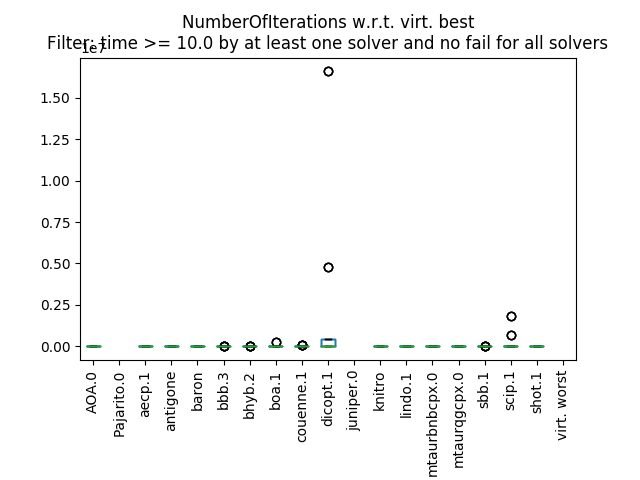 NumberOfIterations w.r.t. virt. best
Filter: time >= 10.0 by at least one solver and no fail for all solvers
1e7
1.50
1.25
1.00
0.75
0.50
0.25
0.00
AOA.0
Pajarito.0
aecp.1
antigone
baron
bbb.3
bhyb.2
boa.1
couenne.1
dicopt.1
juniper.0
knitro
lindo.1
mtaurbnbcpx.0
mtaurqgcpx.0
sbb.1
scip.1
shot.1
virt. worst